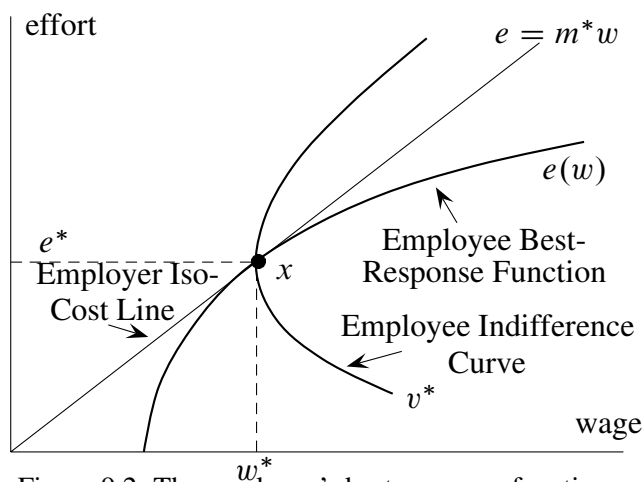 effort
e = m*w
e(w)
e*
Employee Best-
Response Function
x
Employer Iso-
Cost Line
Employee Indifference
Curve
v*
wage
w*